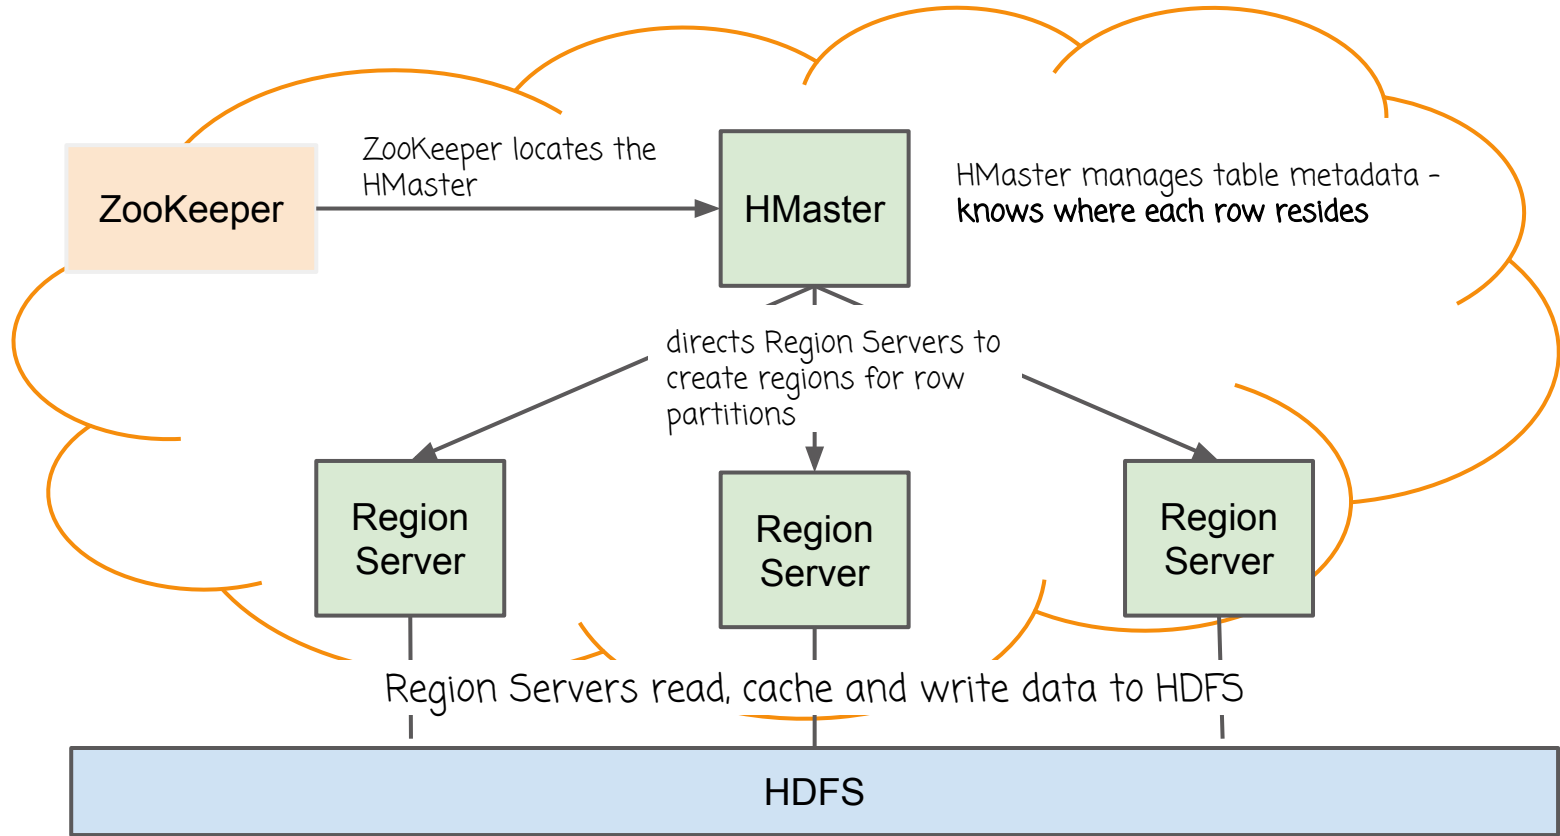 ZooKeeper
ZooKeeper locates the
HMaster
HMaster
HMaster manages table metadata -
knows where each row resides
directs Region Servers to
create regions for row
partitions
Region
Server
Region
Server
Region
Server
Region Servers read, cache and write data to HDFS
HDFS